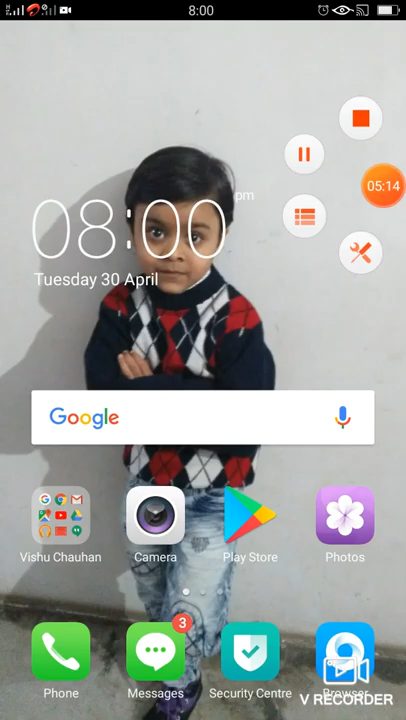 8:00
05:14
08:00 pm
Tuesday 30 April
Google
Vishu Chauhan
Camera
Play Store
Photos
3
Phone
Messages
Security Centre
Browser
V RECORDER